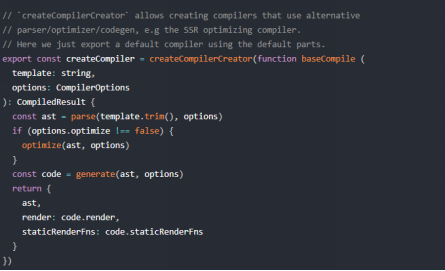 // `createCompilerCreator` allows creating compilers that use alternative
// parser/optimizer/codegen, e.g the SSR optimizing compiler.
// Here we just export a default compiler using the default parts.
export const createCompiler = createCompilerCreator(function baseCompile (
  template: string,
  options: CompilerOptions
): CompiledResult {
  const ast = parse(template.trim(), options)
  if (options.optimize !== false) {
    optimize(ast, options)
  }
  const code = generate(ast, options)
  return {
    ast,
    render: code.render,
    staticRenderFns: code.staticRenderFns
  }
})